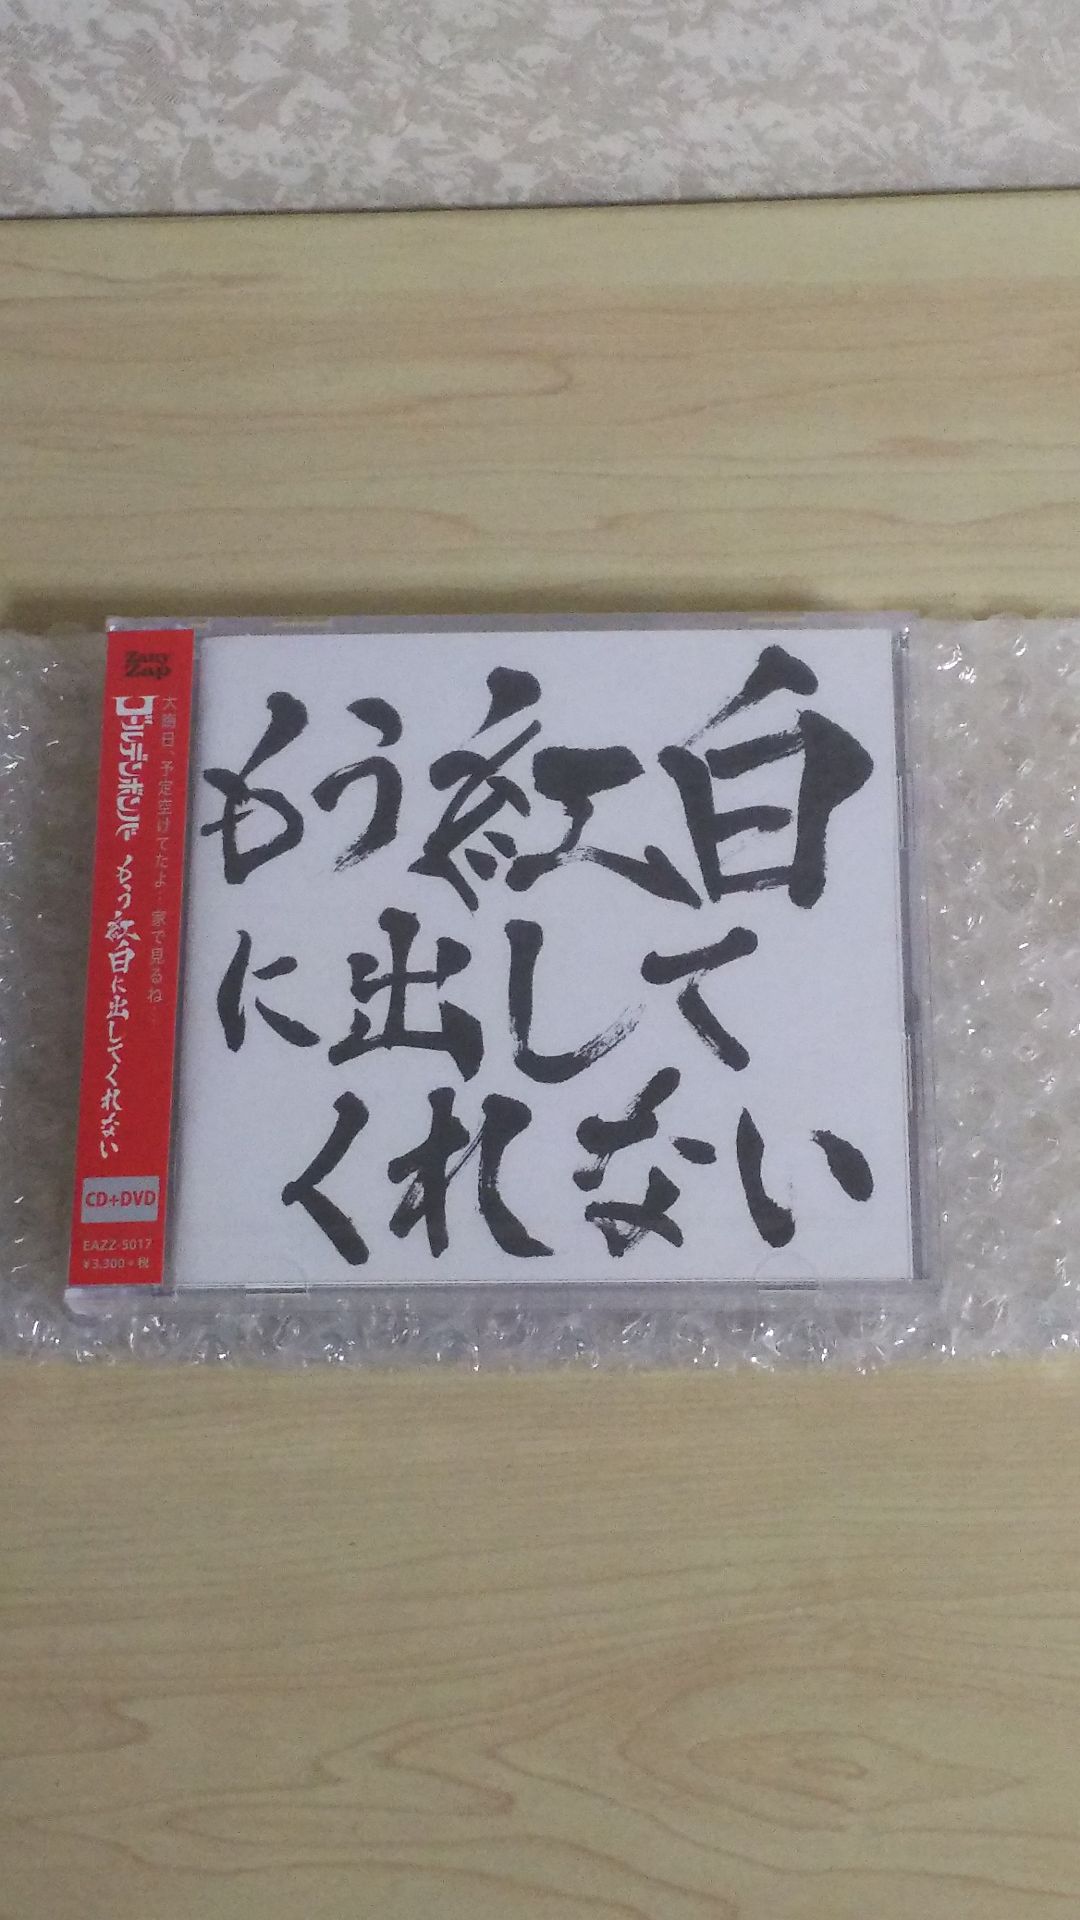 もう紅白
に出して
くれない
Zany
Zap
大晦日、予定空けてたよ…家で見るね…
ゴールデンボンバー もう紅白に出してくれない
CD+DVD
EAZZ-5017
¥3,300+税